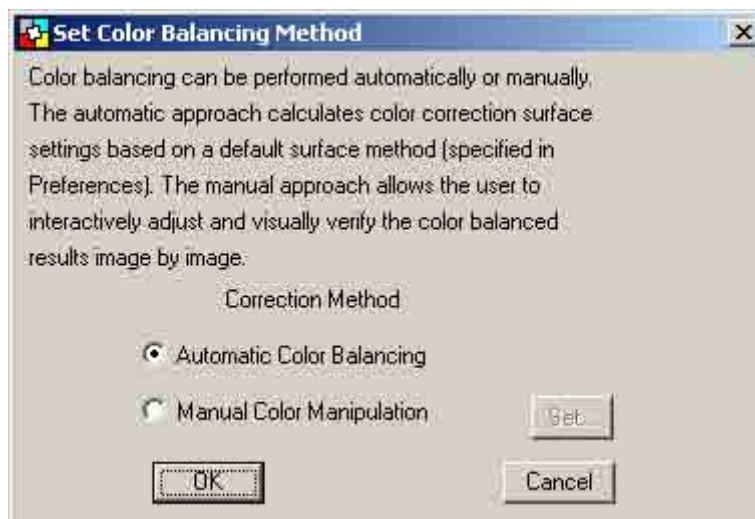 Set Color Balancing Method
Color balancing can be performed automatically or manually.
The automatic approach calculates color correction surface
settings based on a default surface method (specified in
Preferences). The manual approach allows the user to
interactively adjust and visually verify the color balanced
results image by image.
Correction Method
Automatic Color Balancing
Manual Color Manipulation
Set...
OK
Cancel